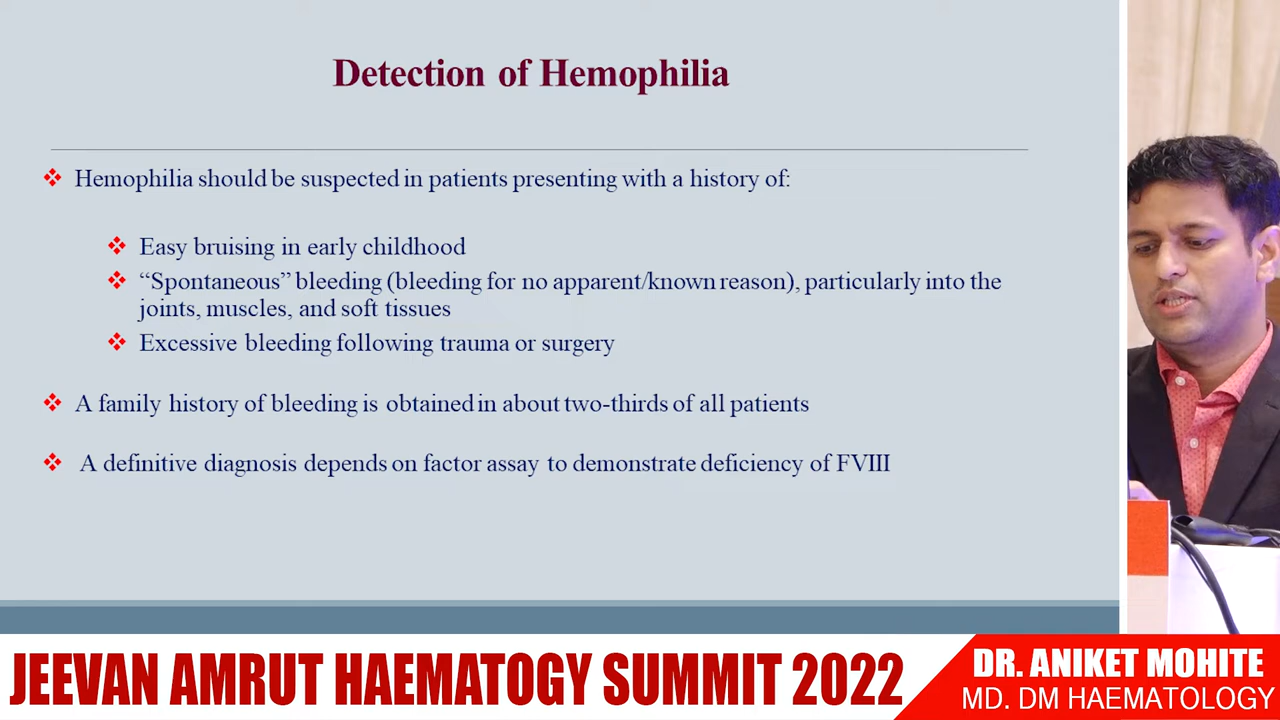 Detection of Hemophilia
Hemophilia should be suspected in patients presenting with a history of:
Easy bruising in early childhood
“Spontaneous” bleeding (bleeding for no apparent/known reason), particularly into the
joints, muscles, and soft tissues
Excessive bleeding following trauma or surgery
A family history of bleeding is obtained in about two-thirds of all patients
A definitive diagnosis depends on factor assay to demonstrate deficiency of FVIII
JEEVAN AMRUT HAEMATOGY SUMMIT 2022
DR. ANIKET MOHITE
MD. DM HAEMATOLOGY